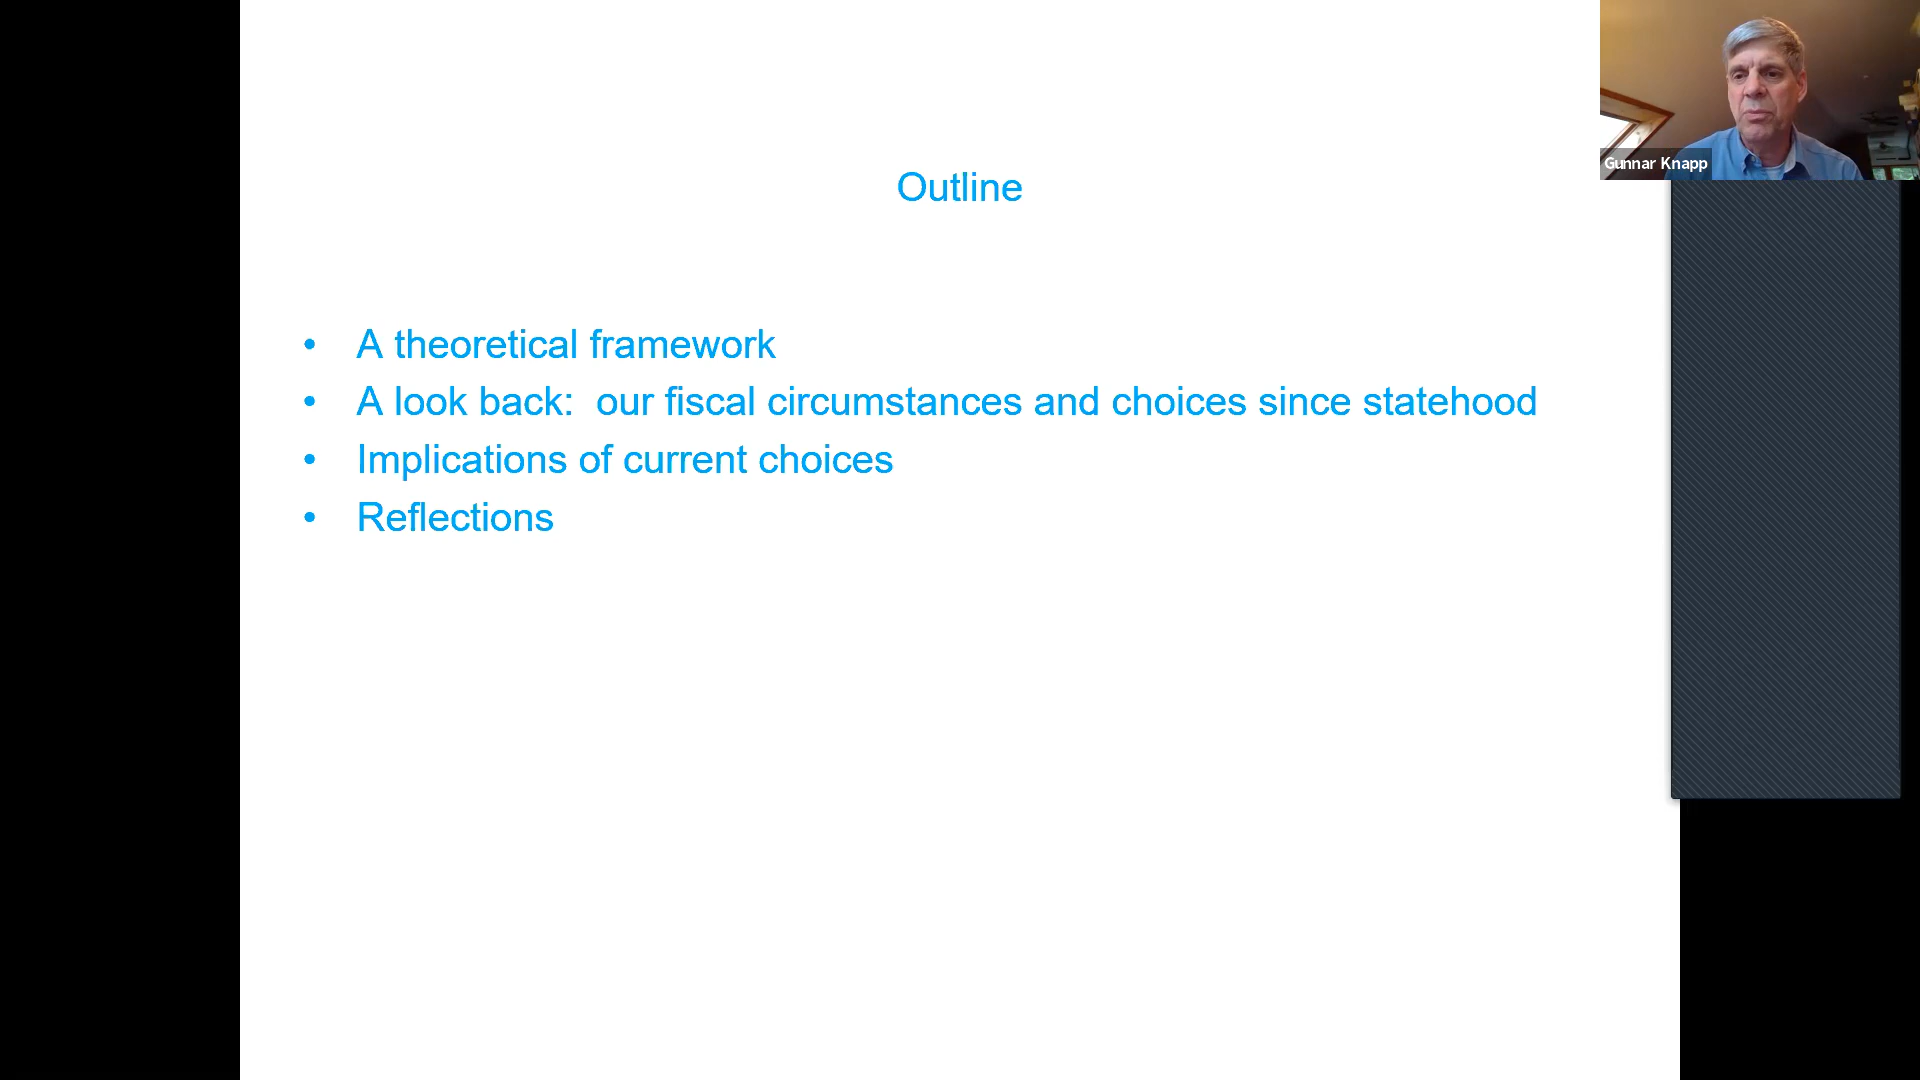 Outline
• A theoretical framework
• A look back:  our fiscal circumstances and choices since statehood
• Implications of current choices
• Reflections
Gunnar Knapp